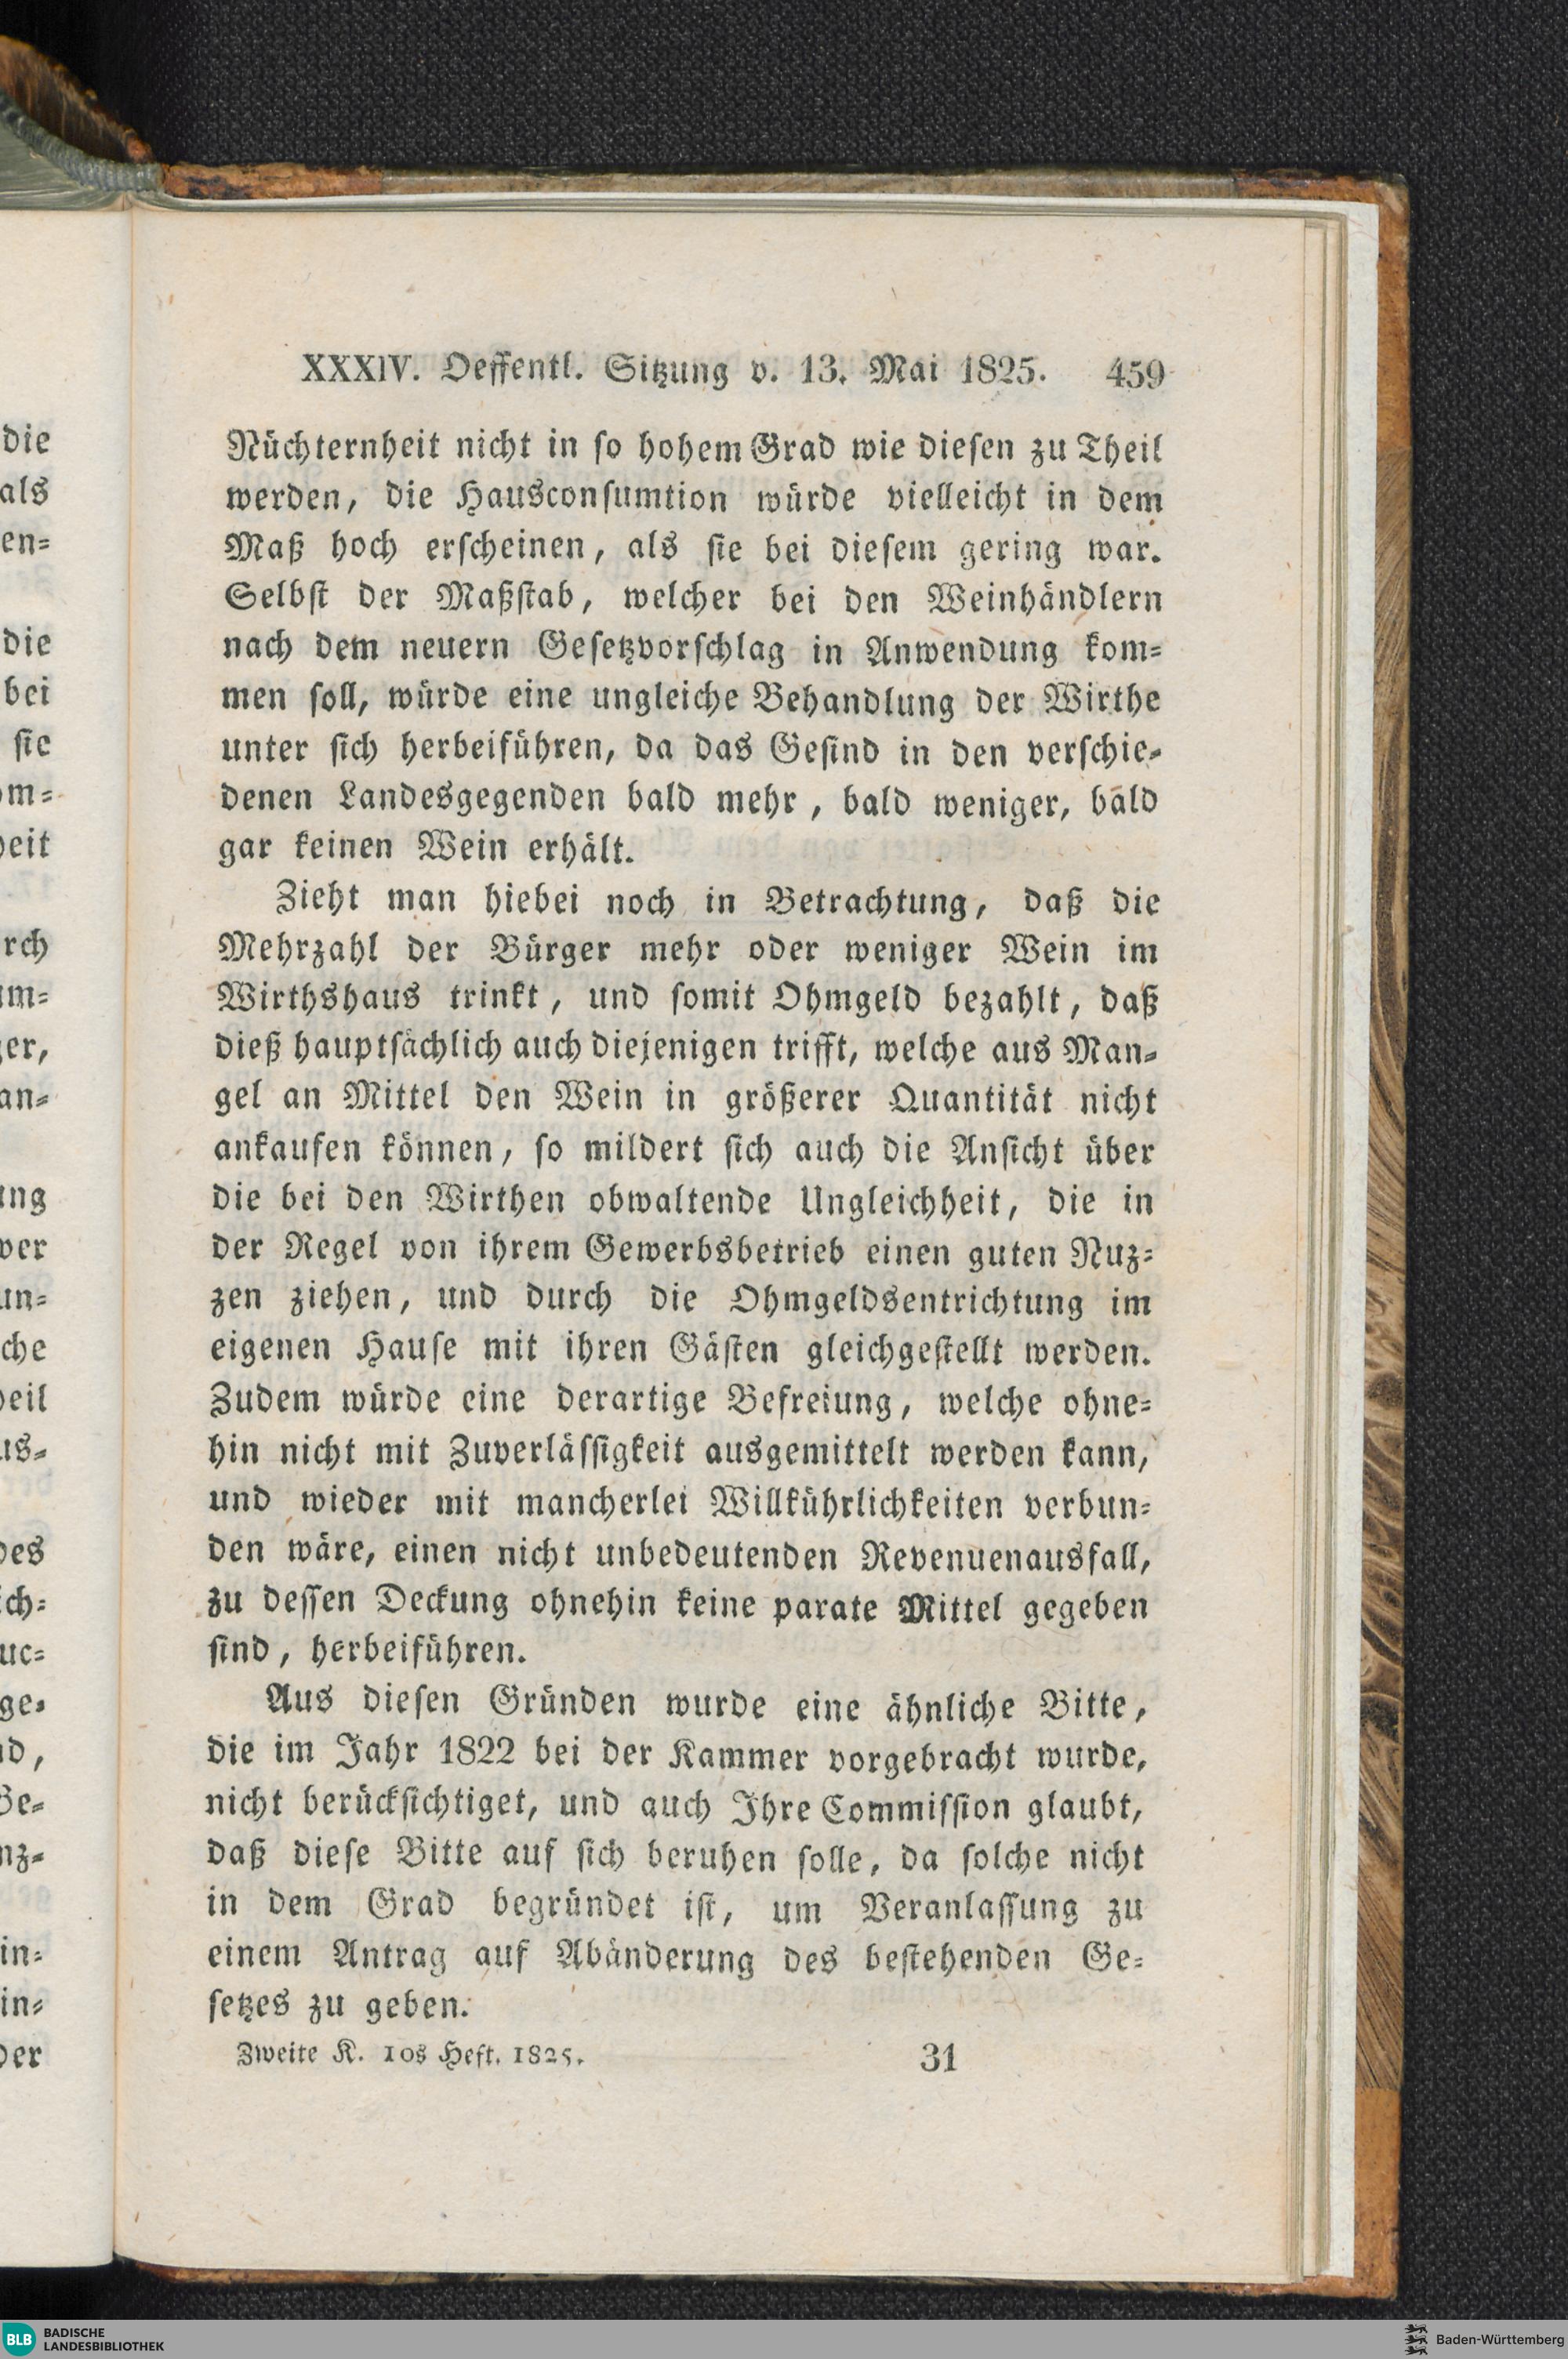 XXXIV. Oeffentl. Sitzung v. 13. Mai 1825. 459
Nüchternheit nicht in so hohem Grad wie diesen zu Theil
werden, die Hausconsumtion würde vielleicht in dem
Maß hoch erscheinen, als sie bei diesem gering war.
Selbst der Maßstab, welcher bei den Weinhändlern
nach dem neuern Gesetzvorschlag in Anwendung kom-
men soll, würde eine ungleiche Behandlung der Wirthe
unter sich herbeiführen, da das Gesind in den verschie-
denen Landesgegenden bald mehr, bald weniger, bald
gar keinen Wein erhält.
Zieht man hiebei noch in Betrachtung, daß die
Mehrzahl der Bürger mehr oder weniger Wein im
Wirthshaus trinkt, und somit Ohmgeld bezahlt, daß
dieß hauptsächlich auch diejenigen trifft, welche aus Man-
gel an Mittel den Wein in größerer Quantität nicht
ankaufen können, so mildert sich auch die Ansicht über
die bei den Wirthen obwaltende Ungleichheit, die in
der Regel von ihrem Gewerbsbetrieb einen guten Nuz-
zen ziehen, und durch die Ohmgeldsentrichtung im
eigenen Hause mit ihren Gästen gleichgestellt werden.
Zudem würde eine derartige Befreiung, welche ohne-
hin nicht mit Zuverlässigkeit ausgemittelt werden kann,
und wieder mit mancherlei Willkührlichkeiten verbun-
den wäre, einen nicht unbedeutenden Revenuenausfall,
zu dessen Deckung ohnehin keine parate Mittel gegeben
sind, herbeiführen.
Aus diesen Gründen wurde eine ähnliche Bitte,
die im Jahr 1822 bei der Kammer vorgebracht wurde,
nicht berücksichtiget, und auch Ihre Commission glaubt,
daß diese Bitte auf sich beruhen solle, da solche nicht
in dem Grad begründet ist, um Veranlassung zu
einem Antrag auf Abänderung des bestehenden Ge-
setzes zu geben.
Zweite K. 10s Heft. 1825. 31
BLB BADISCHE
LANDESBIBLIOTHEK
Baden-Württemberg